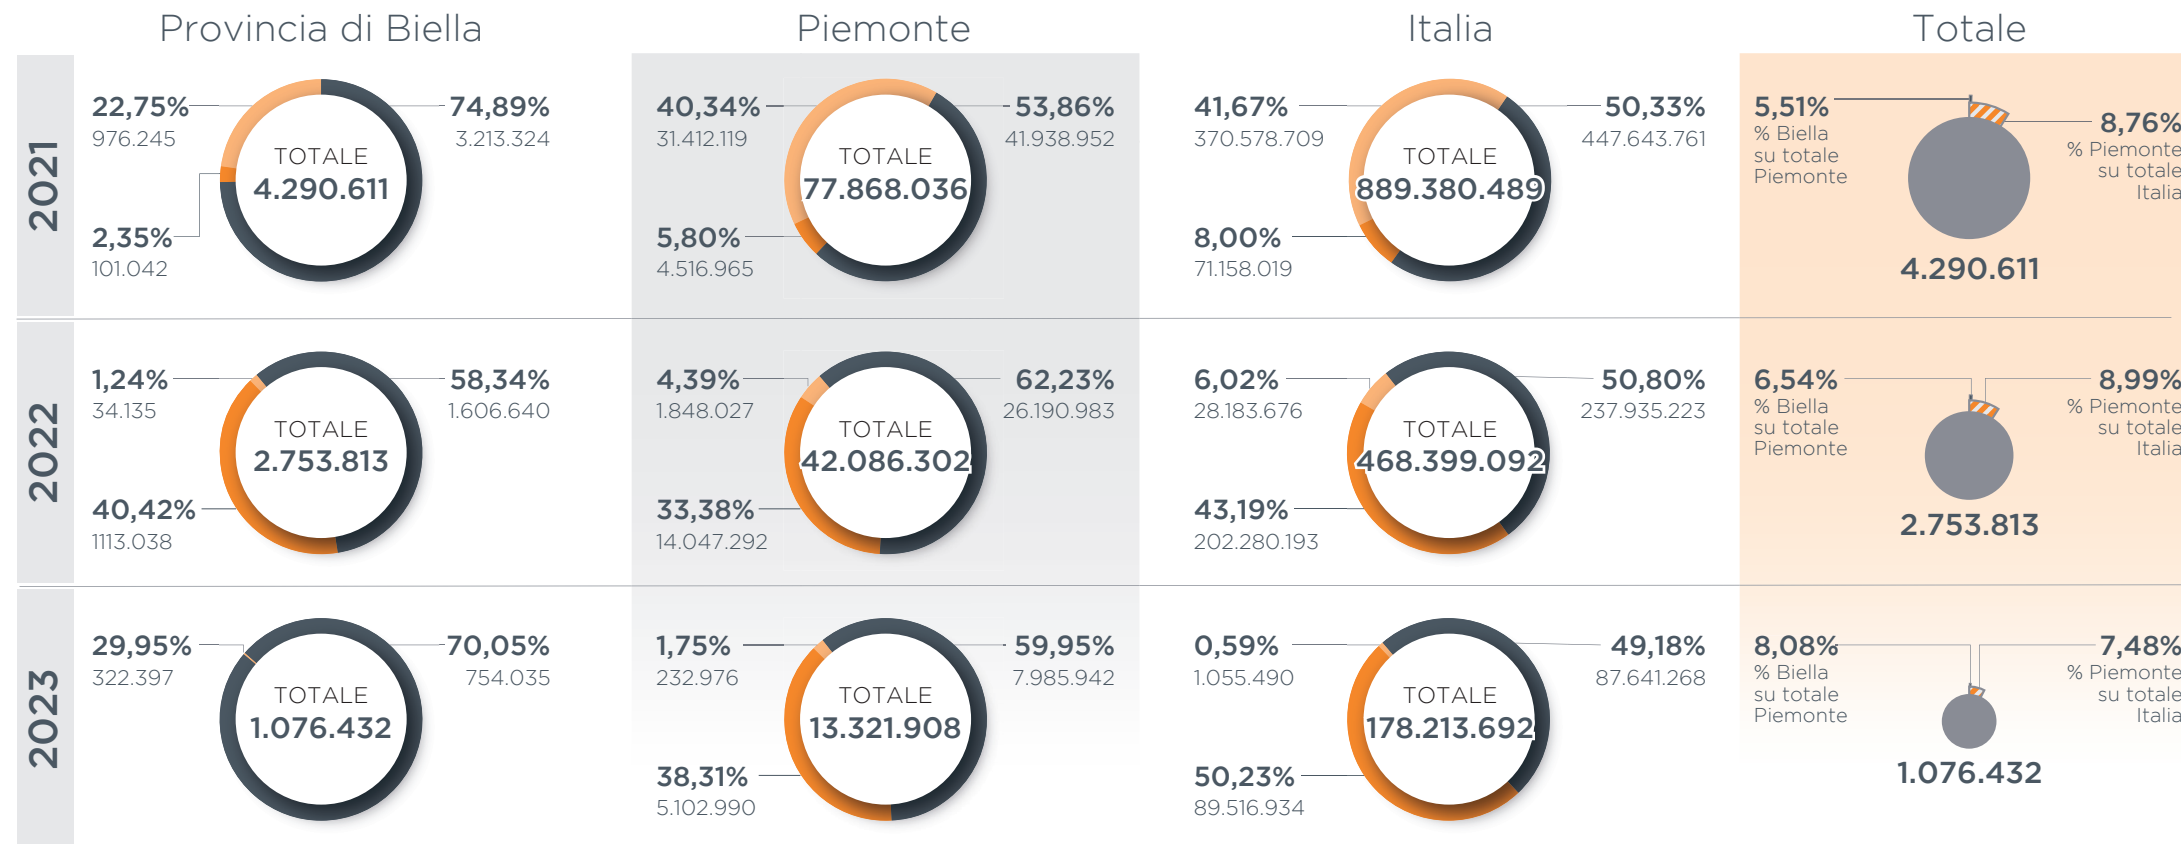 Provincia di Biella
Piemonte
Italia
Totale
2021
22,75%
976.245
74,89%
3.213.324
2,35%
101.042
TOTALE
4.290.611
40,34%
31.412.119
53,86%
41.938.952
5,80%
4.516.965
TOTALE
77.868.036
41,67%
370.578.709
50,33%
447.643.761
8,00%
71.158.019
TOTALE
889.380.489
5,51%
% Biella
su totale
Piemonte
8,76%
% Piemonte
su totale
Italia
4.290.611
2022
1,24%
34.135
58,34%
1.606.640
40,42%
1113.038
TOTALE
2.753.813
4,39%
1.848.027
62,23%
26.190.983
33,38%
14.047.292
TOTALE
42.086.302
6,02%
28.183.676
50,80%
237.935.223
43,19%
202.280.193
TOTALE
468.399.092
6,54%
% Biella
su totale
Piemonte
8,99%
% Piemonte
su totale
Italia
2.753.813
2023
29,95%
322.397
70,05%
754.035
TOTALE
1.076.432
1,75%
232.976
59,95%
7.985.942
38,31%
5.102.990
TOTALE
13.321.908
0,59%
1.055.490
49,18%
87.641.268
50,23%
89.516.934
TOTALE
178.213.692
8,08%
% Biella
su totale
Piemonte
7,48%
% Piemonte
su totale
Italia
1.076.432